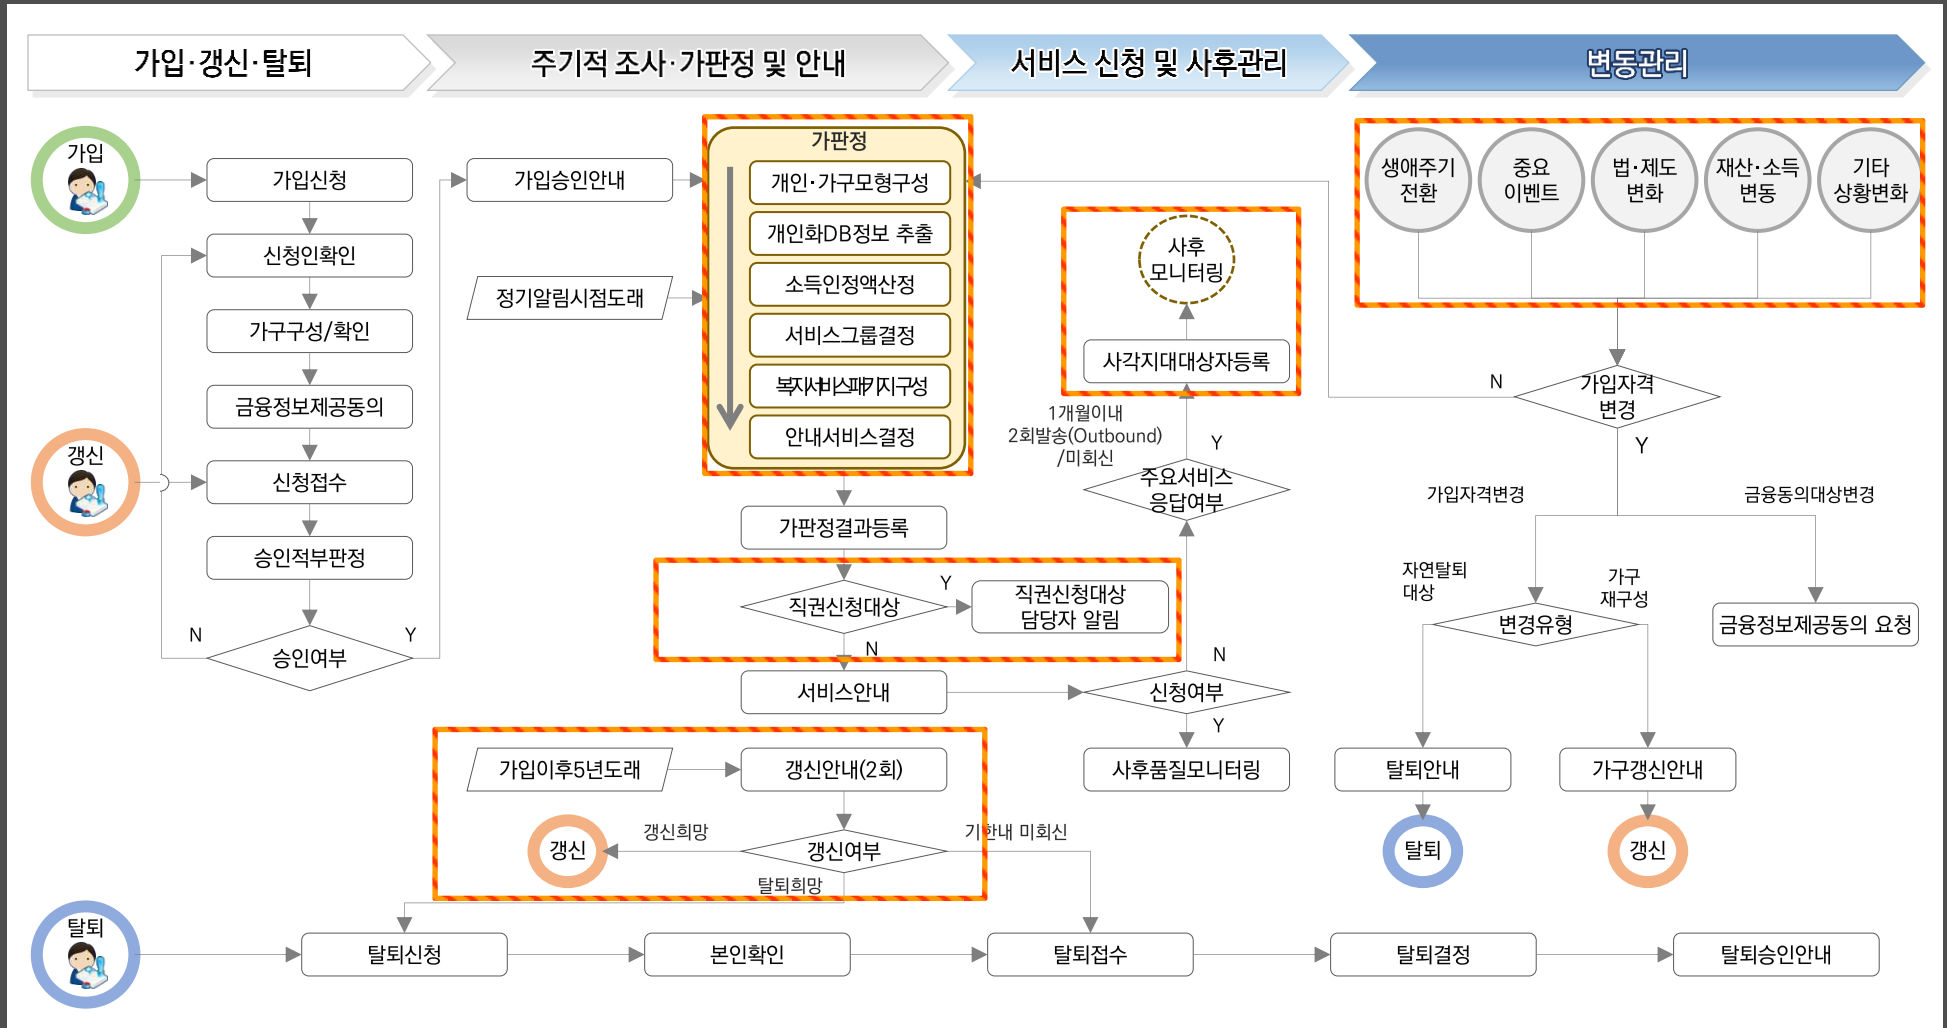 가입·갱신·탈퇴
주기적 조사·가판정 및 안내
서비스 신청 및 사후관리
변동관리
가입
가입신청
신청인확인
가구구성/확인
금융정보제공동의
갱신
신청접수
승인적부판정
승인여부
N
Y
가입승인안내
정기알림시점도래
가판정
개인·가구모형구성
개인화DB정보 추출
소득인정액산정
서비스그룹결정
복지서비스패키지구성
안내서비스결정
가판정결과등록
직권신청대상
Y
직권신청대상
담당자 알림
N
서비스안내
사후
모니터링
사각지대대상자등록
1개월이내
2회발송(Outbound)
/미회신
Y
주요서비스
응답여부
N
신청여부
Y
사후품질모니터링
생애주기
전환
중요
이벤트
법·제도
변화
재산·소득
변동
기타
상황변화
N
가입자격
변경
Y
가입자격변경
금융동의대상변경
자연탈퇴
대상
가구
재구성
변경유형
금융정보제공동의 요청
탈퇴안내
가구갱신안내
탈퇴
갱신
가입이후5년도래
갱신안내(2회)
갱신
갱신희망
갱신여부
기한내 미회신
탈퇴희망
탈퇴
탈퇴신청
본인확인
탈퇴접수
탈퇴결정
탈퇴승인안내